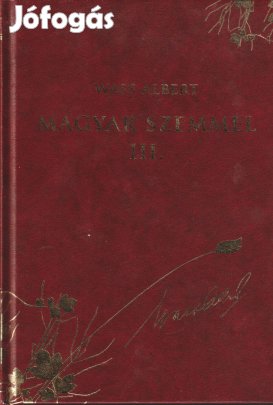 Jófogás
WASS ALBERT
MAGYAR SZEMMEL
III.